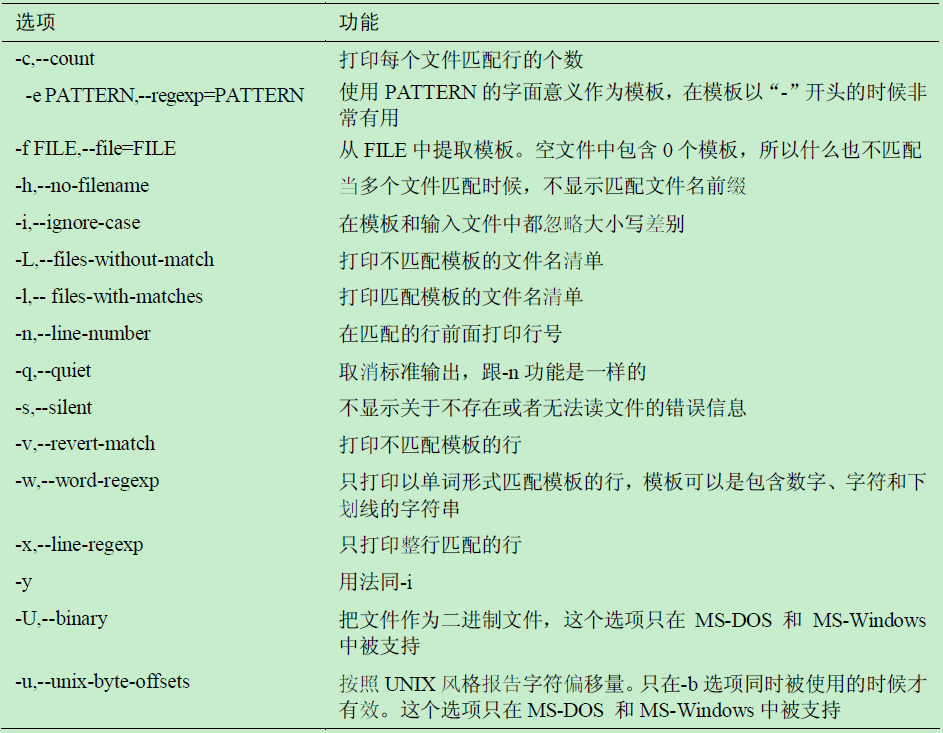 选项 功能
-c,--count 打印每个文件匹配行的个数
-e PATTERN,--regexp=PATTERN 使用 PATTERN 的字面意义作为模板，在模板以“-”开头的时候非
常有用
-f FILE,--file=FILE 从 FILE 中提取模板。空文件中包含 0 个模板，所以什么也不匹配
-h,--no-filename 当多个文件匹配时候，不显示匹配文件名前缀
-i,--ignore-case 在模板和输入文件中都忽略大小写差别
-L,--files-without-match 打印不匹配模板的文件名清单
-l,-- files-with-matches 打印匹配模板的文件名清单
-n,--line-number 在匹配的行前面打印行号
-q,--quiet 取消标准输出，跟-n 功能是一样的
-s,--silent 不显示关于不存在或者无法读文件的错误信息
-v,--revert-match 打印不匹配模板的行
-w,--word-regexp 只打印以单词形式匹配模板的行，模板可以是包含数字、字符和下
划线的字符串
-x,--line-regexp 只打印整行匹配的行
-y 用法同-i
-U,--binary 把文件作为二进制文件，这个选项只在 MS-DOS 和 MS-Windows
中被支持
-u,--unix-byte-offsets 按照 UNIX 风格报告字符偏移量。只在-b 选项同时被使用的时候才
有效。这个选项只在 MS-DOS 和 MS-Windows 中被支持